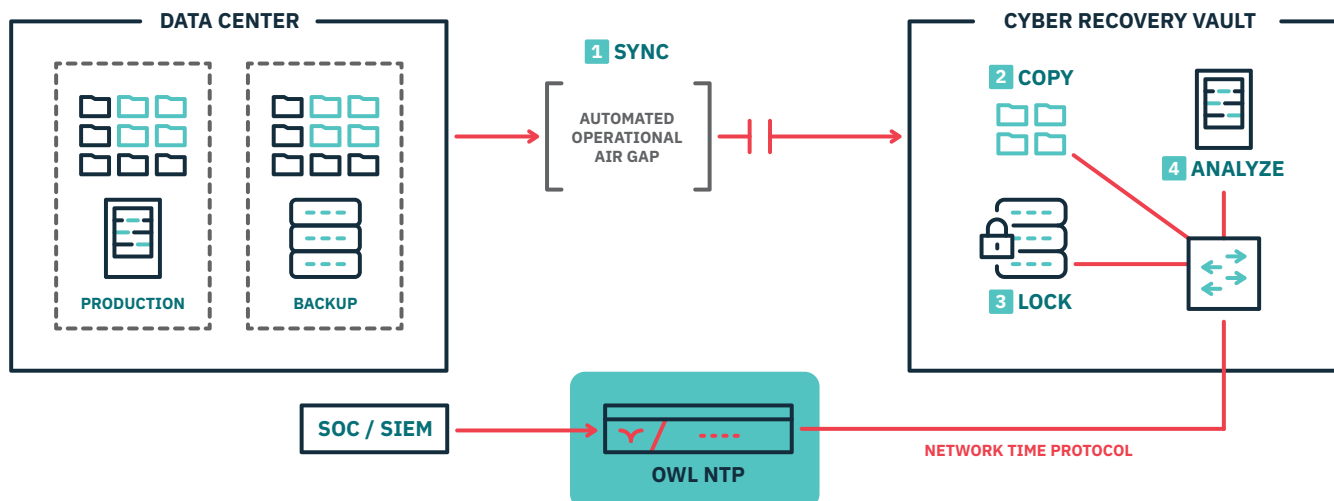 DATA CENTER
PRODUCTION
BACKUP
1 SYNC
AUTOMATED
OPERATIONAL
AIR GAP
CYBER RECOVERY VAULT
2 COPY
4 ANALYZE
3 LOCK
SOC / SIEM
OWL NTP
NETWORK TIME PROTOCOL